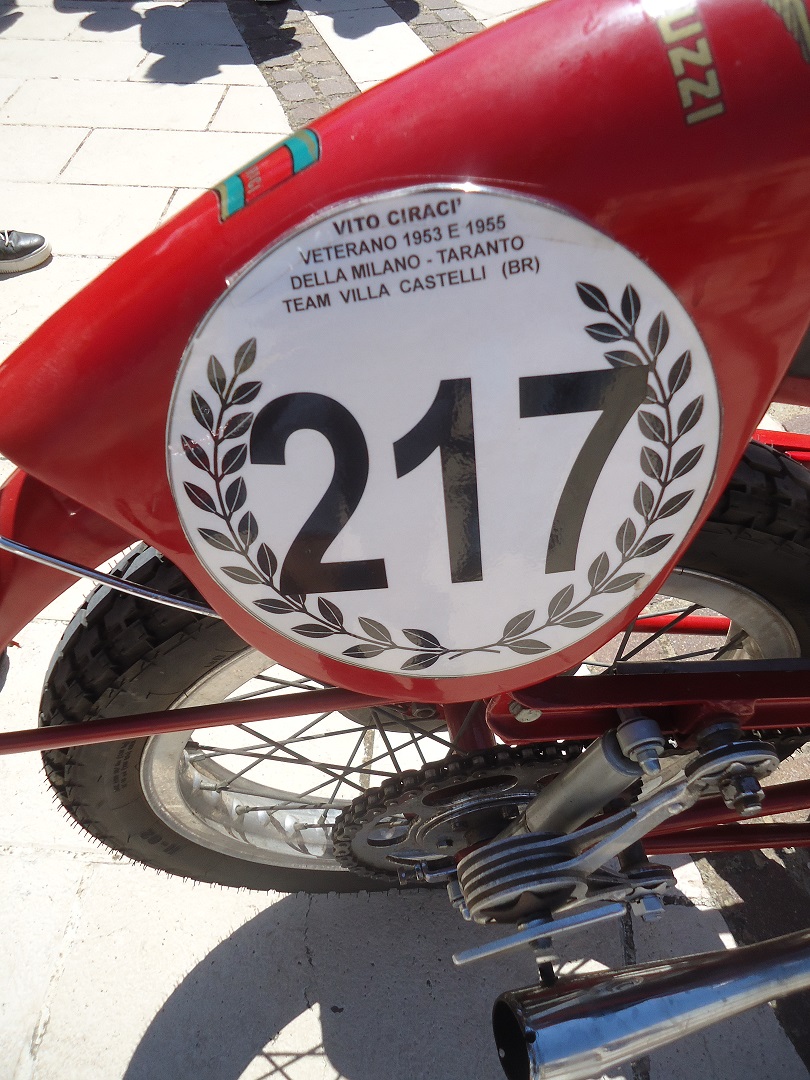 UZZI
VITO CIRACI'
VETERANO 1953 E 1955
DELLA MILANO - TARANTO
TEAM VILLA CASTELLI (BR)
217